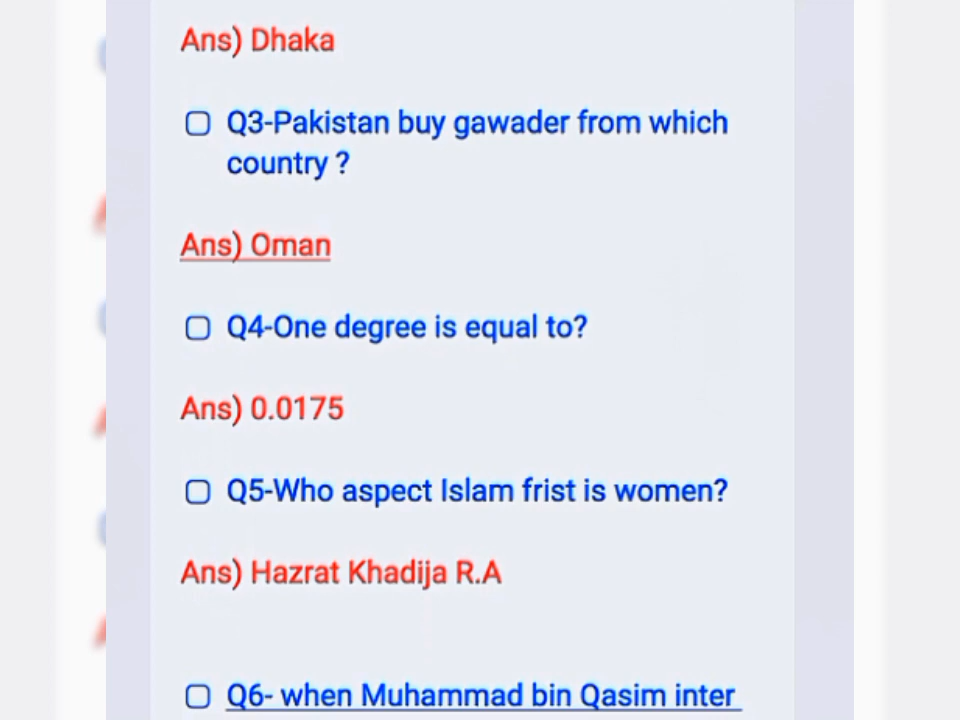 Ans) Dhaka
Q3-Pakistan buy gawader from which
country ?
Ans) Oman
Q4-One degree is equal to?
Ans) 0.0175
Q5-Who aspect Islam frist is women?
Ans) Hazrat Khadija R.A
Q6- when Muhammad bin Qasim inter